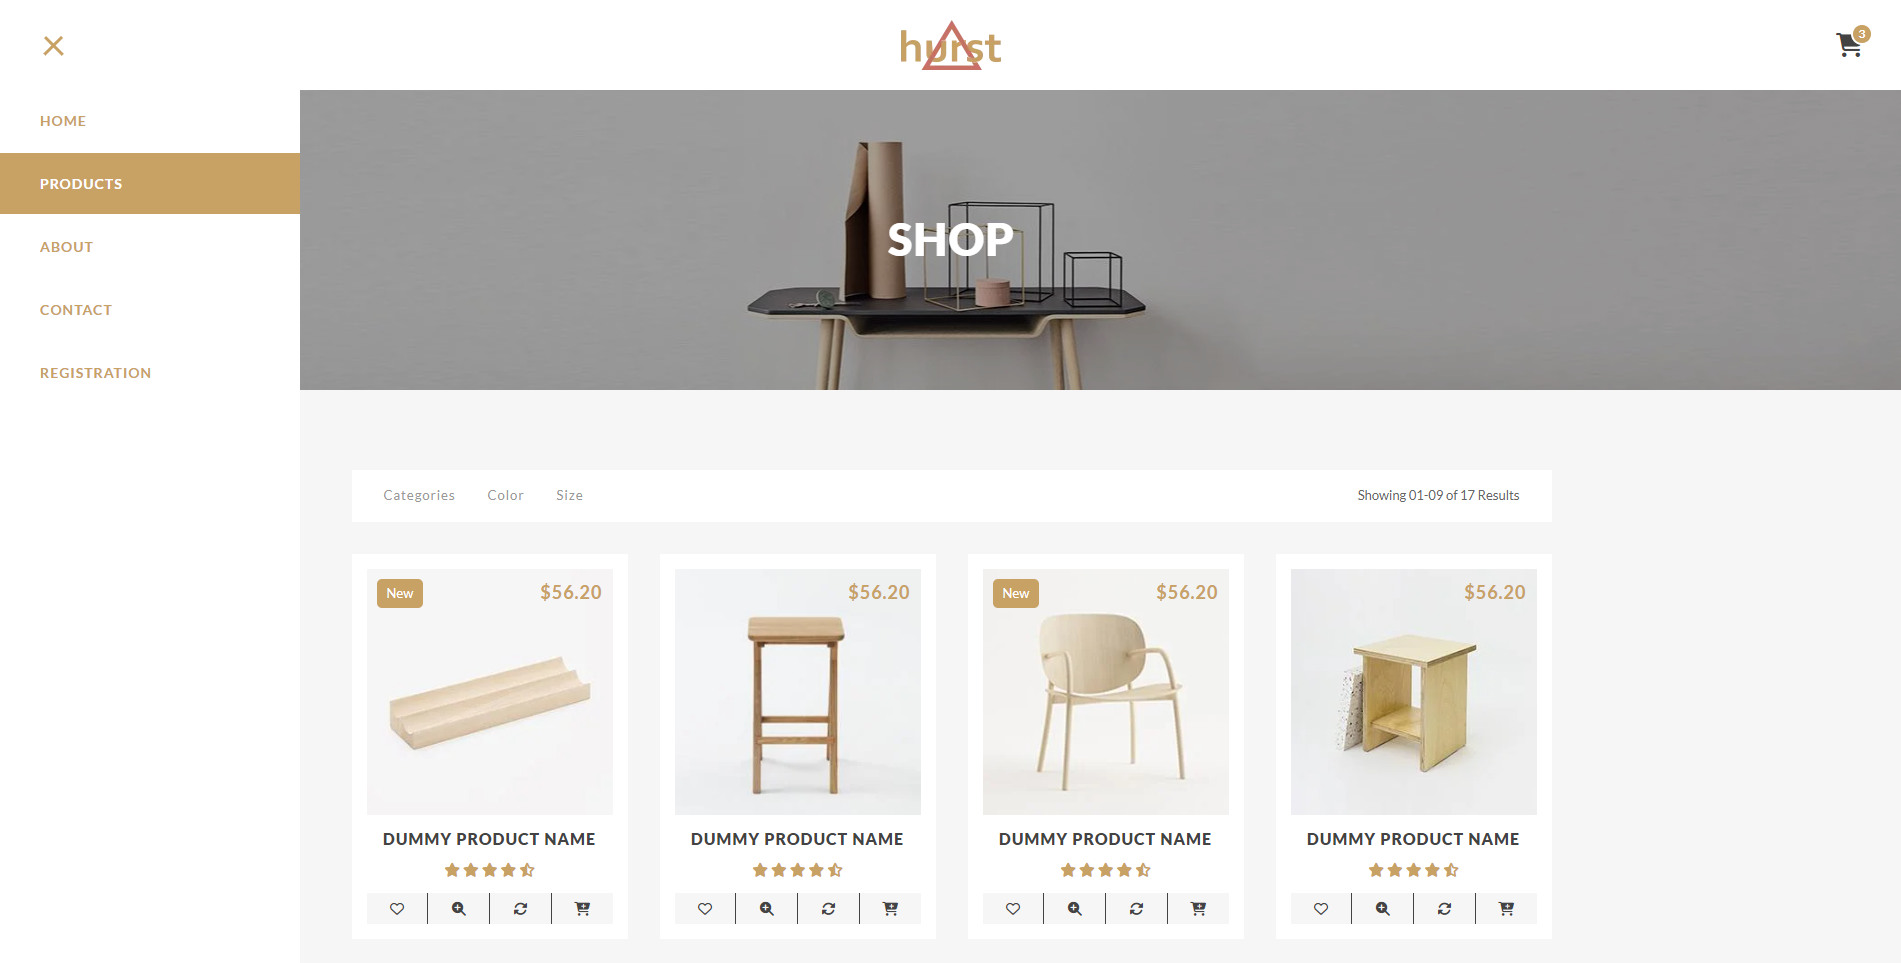 hurst
3
HOME
PRODUCTS
ABOUT
CONTACT
REGISTRATION
SHOP
Categories Color Size Showing 01-09 of 17 Results
New $56.20 $56.20 New $56.20 $56.20
DUMMY PRODUCT NAME DUMMY PRODUCT NAME DUMMY PRODUCT NAME DUMMY PRODUCT NAME